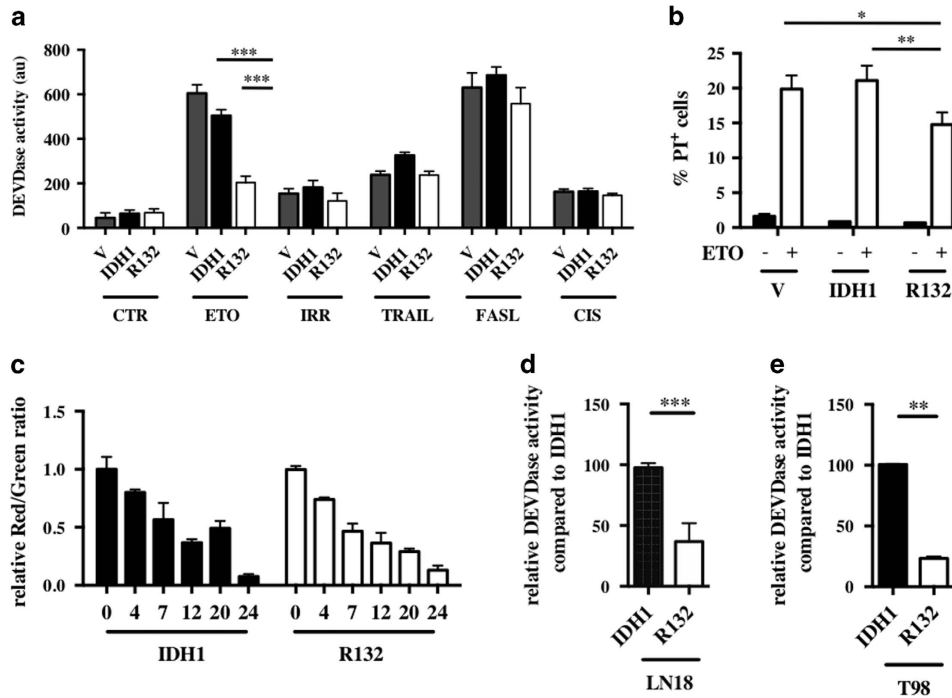 a
DEVDase activity (au)
800
600
400
200
0
***
***
V IDH1 R132 V IDH1 R132 V IDH1 R132 V IDH1 R132 V IDH1 R132 V IDH1 R132
CTR ETO IRR TRAIL FASL CIS
b
% PI+ cells
25
20
15
10
5
0
*
**
ETO - + - + - +
V IDH1 R132
c
relative Red/Green ratio
1.5
1.0
0.5
0.0
0 4 7 12 20 24 0 4 7 12 20 24
IDH1 R132
d
relative DEVDase activity
compared to IDH1
150
100
50
0
***
IDH1 R132
LN18
e
relative DEVDase activity
compared to IDH1
150
100
50
0
**
IDH1 R132
T98